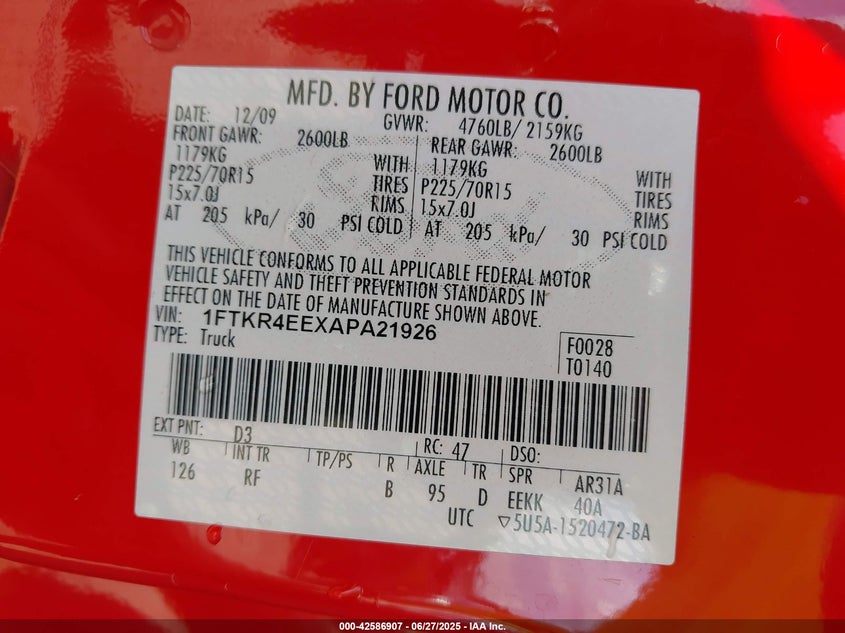 MFD. BY FORD MOTOR CO.
DATE: 12/09 GVWR: 4760LB/ 2159KG
FRONT GAWR: 2600LB REAR GAWR: 2600LB
1179KG WITH 1179KG WITH
P225/70R15 TIRES P225/70R15 TIRES
15x7.0J RIMS 15x7.0J RIMS
AT 205 kPa/ 30 PSI COLD AT 205 kPa/ 30 PSI COLD
THIS VEHICLE CONFORMS TO ALL APPLICABLE FEDERAL MOTOR
VEHICLE SAFETY AND THEFT PREVENTION STANDARDS IN
EFFECT ON THE DATE OF MANUFACTURE SHOWN ABOVE.
VIN: 1FTKR4EEXAPA21926
TYPE: Truck F0028
T0140
EXT PNT: D3 RC: 47 DSO:
WB INT TR TP/PS R AXLE TR SPR AR31A
126 RF B 95 D EEKK 40A
UTC ▽5U5A-1520472-BA
000-42586907 - 06/27/2025 - IAA Inc.